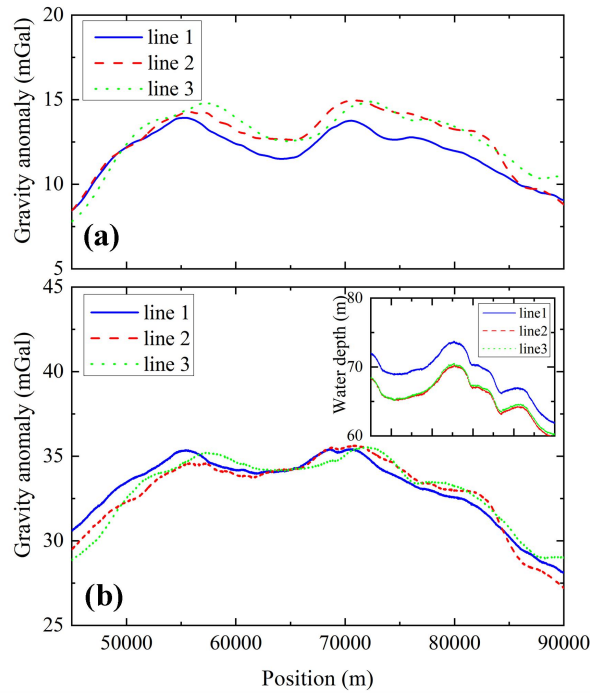 20
15
10
5
Gravity anomaly (mGal)
line 1
line 2
line 3
(a)
45
40
35
30
25
Gravity anomaly (mGal)
line 1
line 2
line 3
(b)
80
70
60
Water depth (m)
line1
line2
line3
50000 60000 70000 80000 90000
Position (m)